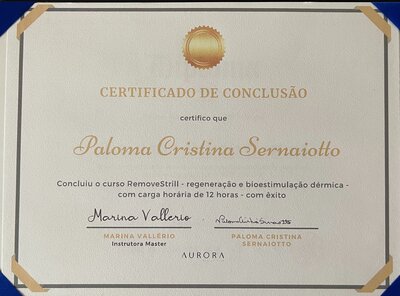 CERTIFICADO DE CONCLUSÃO
certifico que
Paloma Cristina Sernaiotto
Concluiu o curso RemoveStrill - regeneração e bioestimulação dérmica -
com carga horária de 12 horas - com êxito
Marina Vallerio
MARINA VALLÉRIO
Instrutora Master
PALOMA CRISTINA
SERNAIOTTO
AURORA